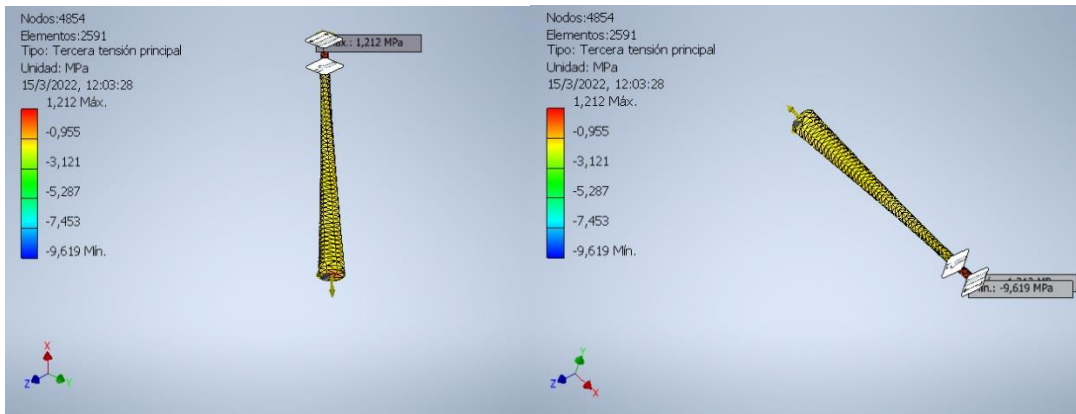 Nodos:4854
Elementos:2591
Tipo: Tercera tensión principal
Unidad: MPa
15/3/2022, 12:03:28
1,212 Máx.
-0,955
-3,121
-5,287
-7,453
-9,619 Mín.
x.: 1,212 MPa
X
Z
Y
Nodos:4854
Elementos:2591
Tipo: Tercera tensión principal
Unidad: MPa
15/3/2022, 12:03:28
1,212 Máx.
-0,955
-3,121
-5,287
-7,453
-9,619 Mín.
ín.: -9,619 MPa
Y
Z
X